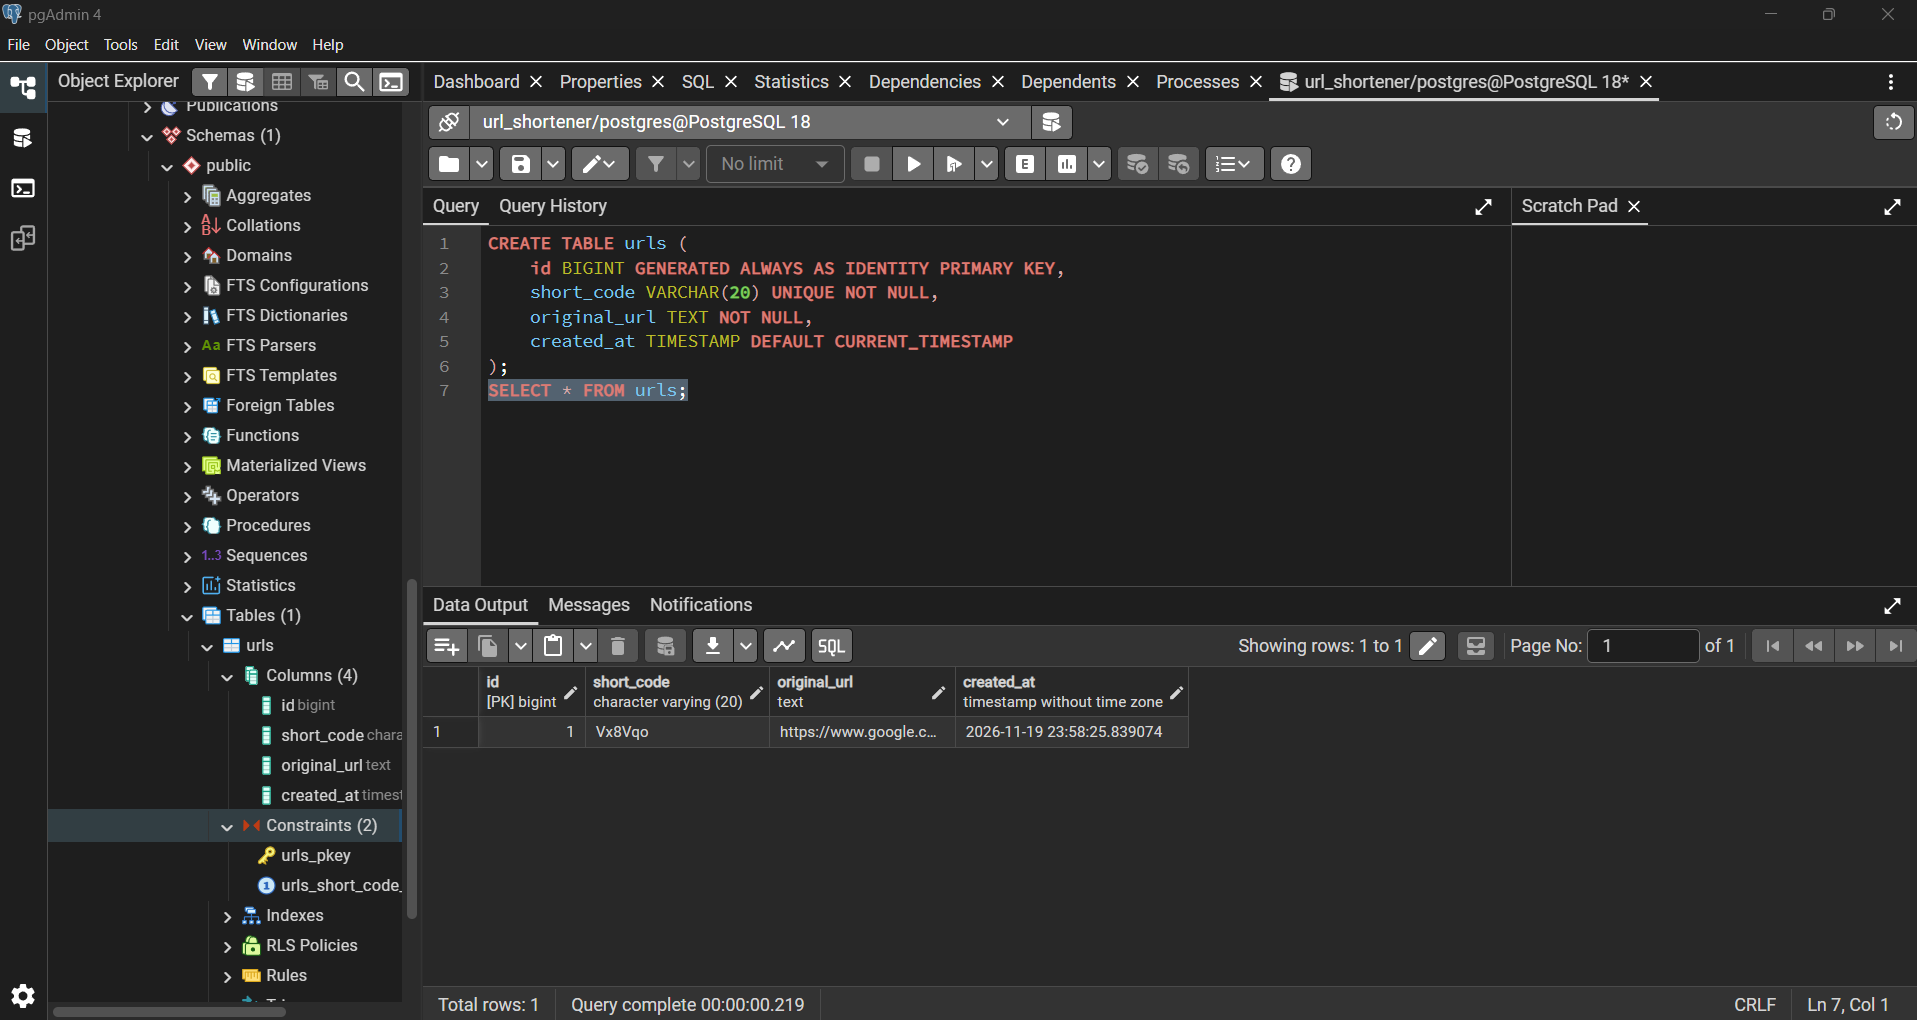 pgAdmin 4
File Object Tools Edit View Window Help
Object Explorer
Dashboard Properties SQL Statistics Dependencies Dependents Processes url_shortener/postgres@PostgreSQL 18*
Publications
Schemas (1)
public
Aggregates
Collations
Domains
FTS Configurations
FTS Dictionaries
Aa FTS Parsers
FTS Templates
Foreign Tables
Functions
Materialized Views
Operators
Procedures
1..3 Sequences
Statistics
Tables (1)
urls
Columns (4)
id bigint
short_code chara
original_url text
created_at timest
Constraints (2)
urls_pkey
urls_short_code_
Indexes
RLS Policies
Rules
url_shortener/postgres@PostgreSQL 18
No limit
E
Query Query History
Scratch Pad
1 CREATE TABLE urls (
2 id BIGINT GENERATED ALWAYS AS IDENTITY PRIMARY KEY,
3 short_code VARCHAR(20) UNIQUE NOT NULL,
4 original_url TEXT NOT NULL,
5 created_at TIMESTAMP DEFAULT CURRENT_TIMESTAMP
6 );
7 SELECT * FROM urls;
Data Output Messages Notifications
SQL
Showing rows: 1 to 1
Page No: 1 of 1
id short_code original_url created_at
[PK] bigint character varying (20) text timestamp without time zone
1 1 Vx8Vqo https://www.google.c... 2026-11-19 23:58:25.839074
Total rows: 1 Query complete 00:00:00.219
CRLF Ln 7, Col 1